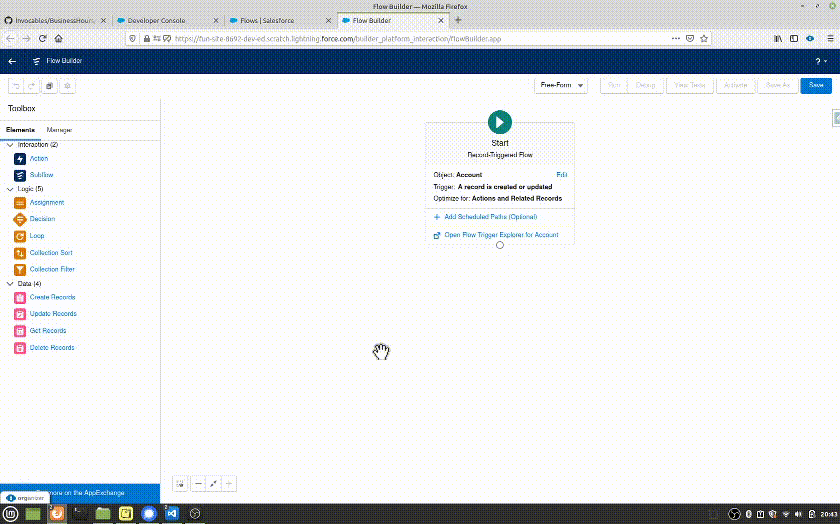 Flow Builder — Mozilla Firefox
Invocables/BusinessHours
Developer Console
Flows | Salesforce
Flow Builder
https://fun-site-8692-dev-ed.scratch.lightning.force.com/builder_platform_interaction/flowBuilder.app
Flow Builder
?
Free-Form
Run
Debug
View Tests
Activate
Save As
Save
Toolbox
Elements
Manager
Interaction (2)
Action
Subflow
Logic (5)
Assignment
Decision
Loop
Collection Sort
Collection Filter
Data (4)
Create Records
Update Records
Get Records
Delete Records
Start
Record-Triggered Flow
Object: Account
Edit
Trigger: A record is created or updated
Optimize for: Actions and Related Records
Add Scheduled Paths (Optional)
Open Flow Trigger Explorer for Account
more on the AppExchange
organizer
20:43